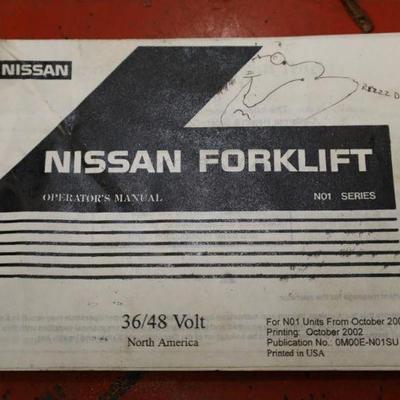 NISSAN
NISSAN FORKLIFT
OPERATOR'S MANUAL N01 SERIES
36/48 Volt
North America
For N01 Units From October
Printing: October 2002
Publication No.: 0M00E-N01SU
Printed in USA